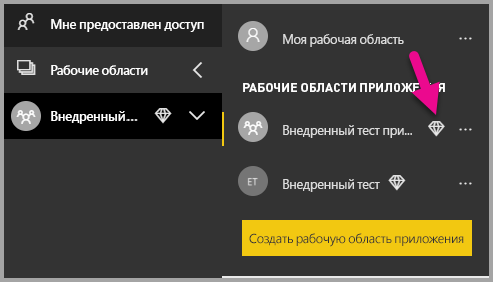 Мне предоставлен доступ
Рабочие области
Внедренный...
Моя рабочая область
РАБОЧИЕ ОБЛАСТИ ПРИЛОЖЕНИЯ
Внедренный тест при...
ET
Внедренный тест
Создать рабочую область приложения